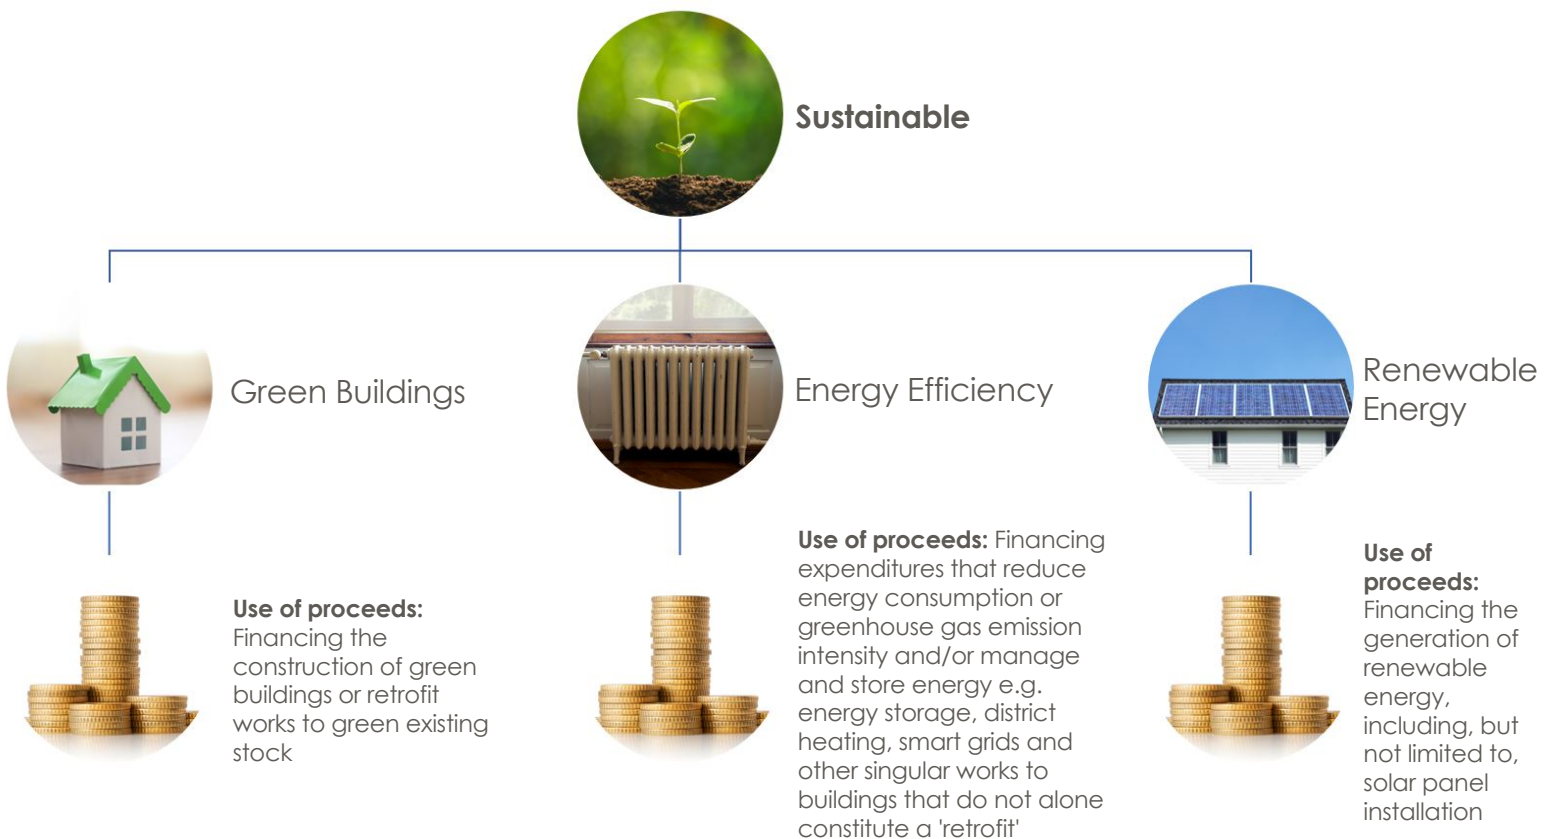 Sustainable
Green Buildings
Energy Efficiency
Renewable
Energy
Use of proceeds:
Financing the
construction of green
buildings or retrofit
works to green existing
stock
Use of proceeds: Financing
expenditures that reduce
energy consumption or
greenhouse gas emission
intensity and/or manage
and store energy e.g.
energy storage, district
heating, smart grids and
other singular works to
buildings that do not alone
constitute a 'retrofit'
Use of
proceeds:
Financing the
generation of
renewable
energy,
including, but
not limited to,
solar panel
installation